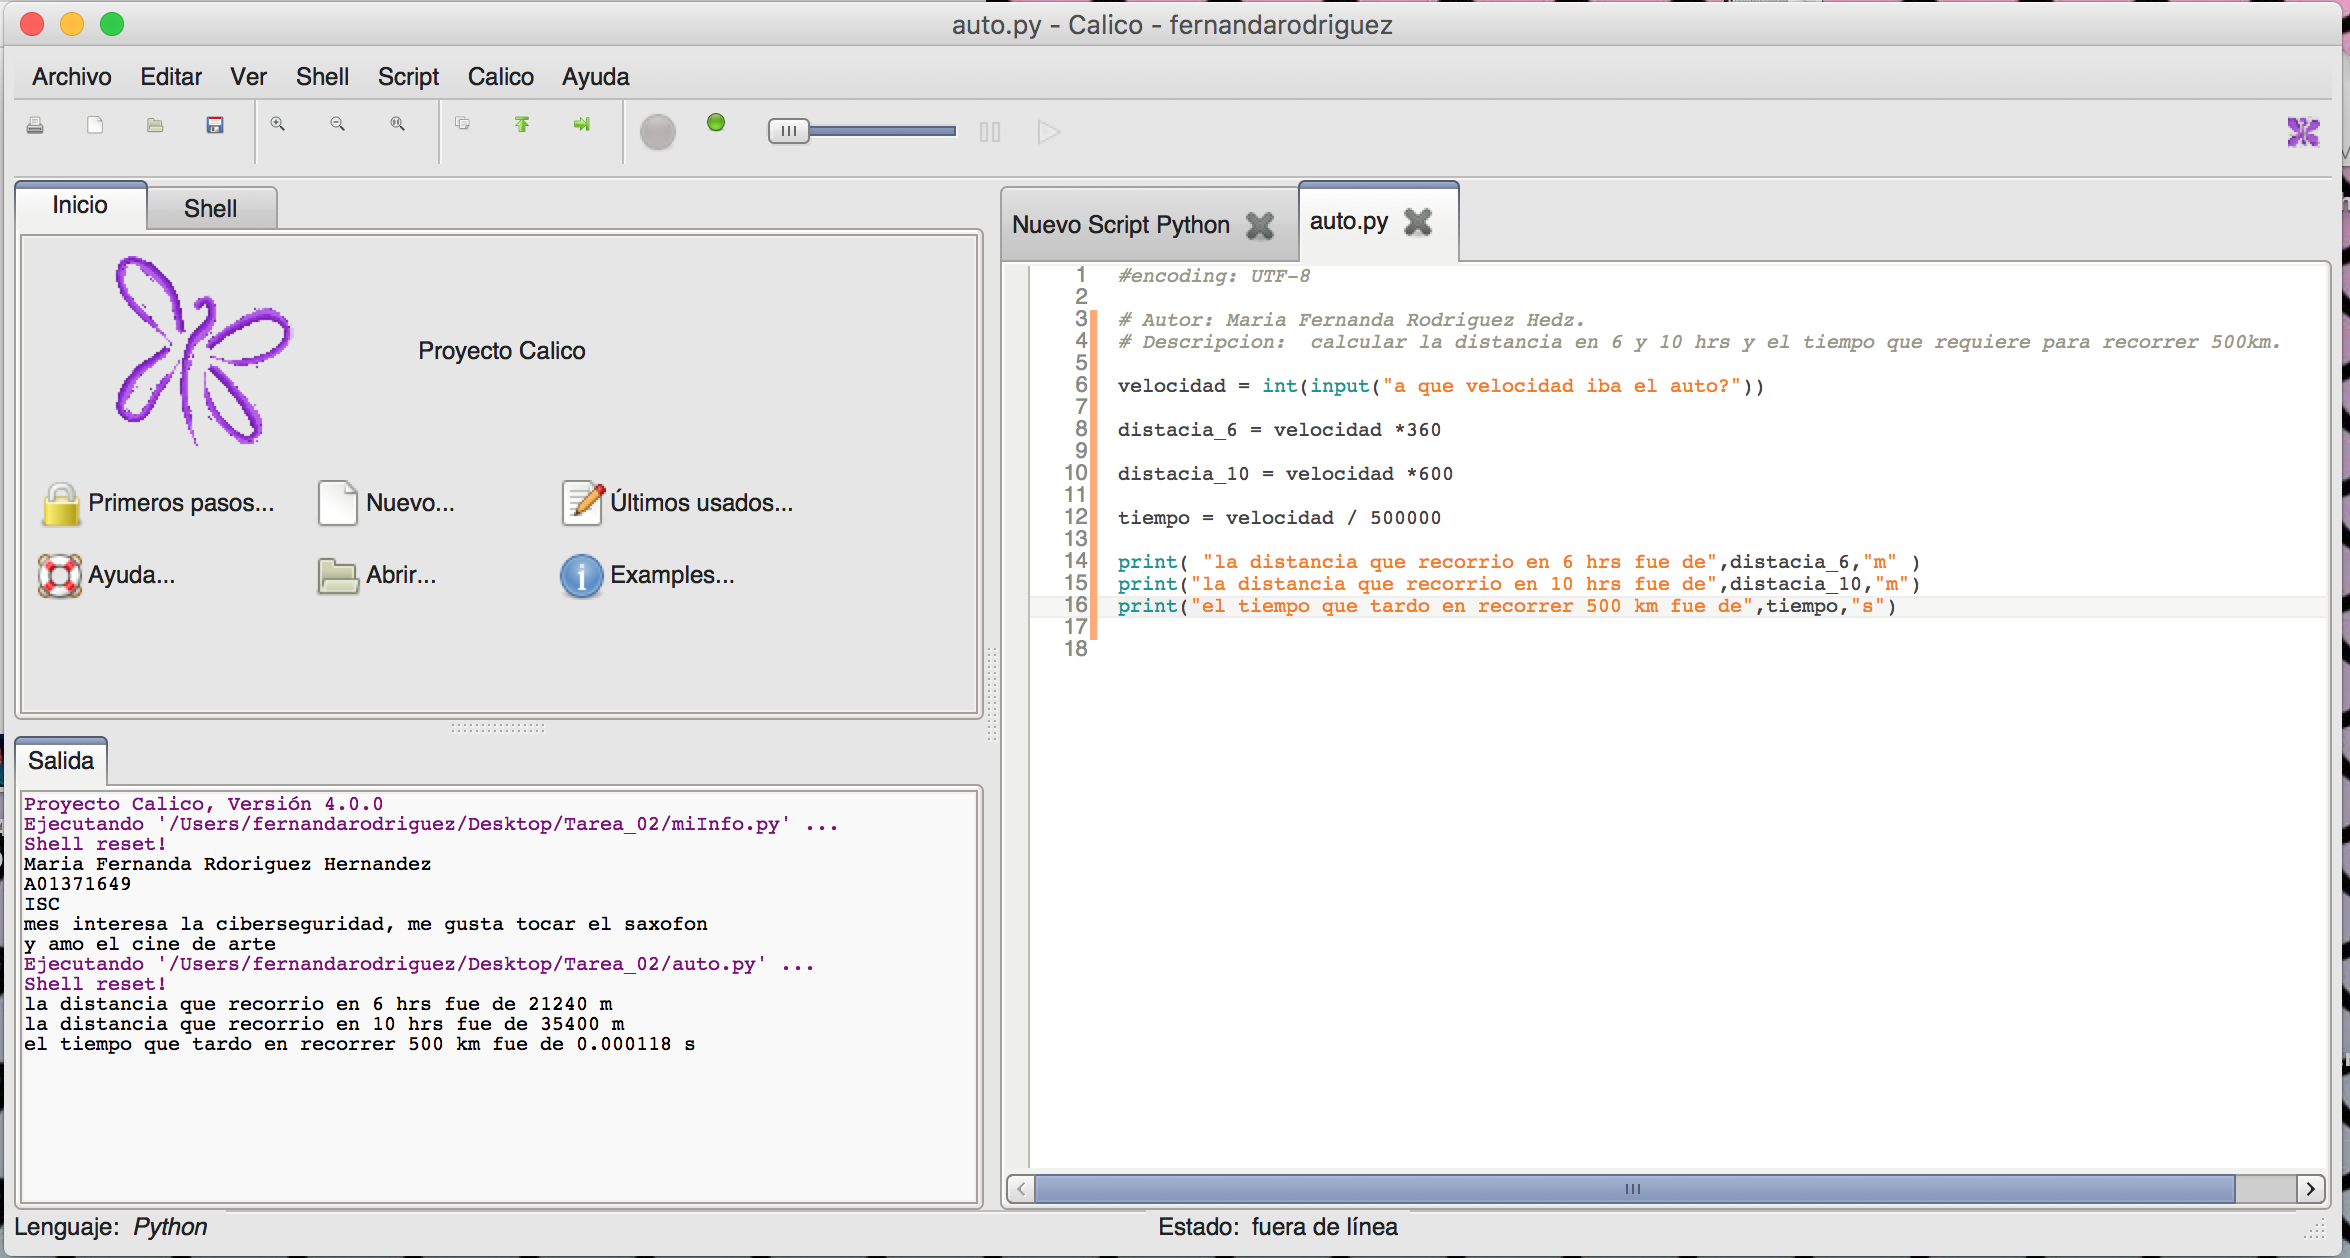 auto.py - Calico - fernandarodriguez
Archivo Editar Ver Shell Script Calico Ayuda
Inicio Shell
Proyecto Calico
Primeros pasos... Nuevo... Últimos usados...
Ayuda... Abrir... Examples...
Salida
Proyecto Calico, Versión 4.0.0
Ejecutando '/Users/fernandarodriguez/Desktop/Tarea_02/miInfo.py' ...
Shell reset!
Maria Fernanda Rdoriguez Hernandez
A01371649
ISC
mes interesa la ciberseguridad, me gusta tocar el saxofon
y amo el cine de arte
Ejecutando '/Users/fernandarodriguez/Desktop/Tarea_02/auto.py' ...
Shell reset!
la distancia que recorrio en 6 hrs fue de 21240 m
la distancia que recorrio en 10 hrs fue de 35400 m
el tiempo que tardo en recorrer 500 km fue de 0.000118 s
Nuevo Script Python auto.py
1 #encoding: UTF-8
2
3 # Autor: Maria Fernanda Rodriguez Hedz.
4 # Descripcion:  calcular la distancia en 6 y 10 hrs y el tiempo que requiere para recorrer 500km.
5
6 velocidad = int(input("a que velocidad iba el auto?"))
7
8 distacia_6 = velocidad *360
9
10 distacia_10 = velocidad *600
11
12 tiempo = velocidad / 500000
13
14 print( "la distancia que recorrio en 6 hrs fue de",distacia_6,"m" )
15 print("la distancia que recorrio en 10 hrs fue de",distacia_10,"m")
16 print("el tiempo que tardo en recorrer 500 km fue de",tiempo,"s")
17
18
Lenguaje: Python Estado: fuera de línea